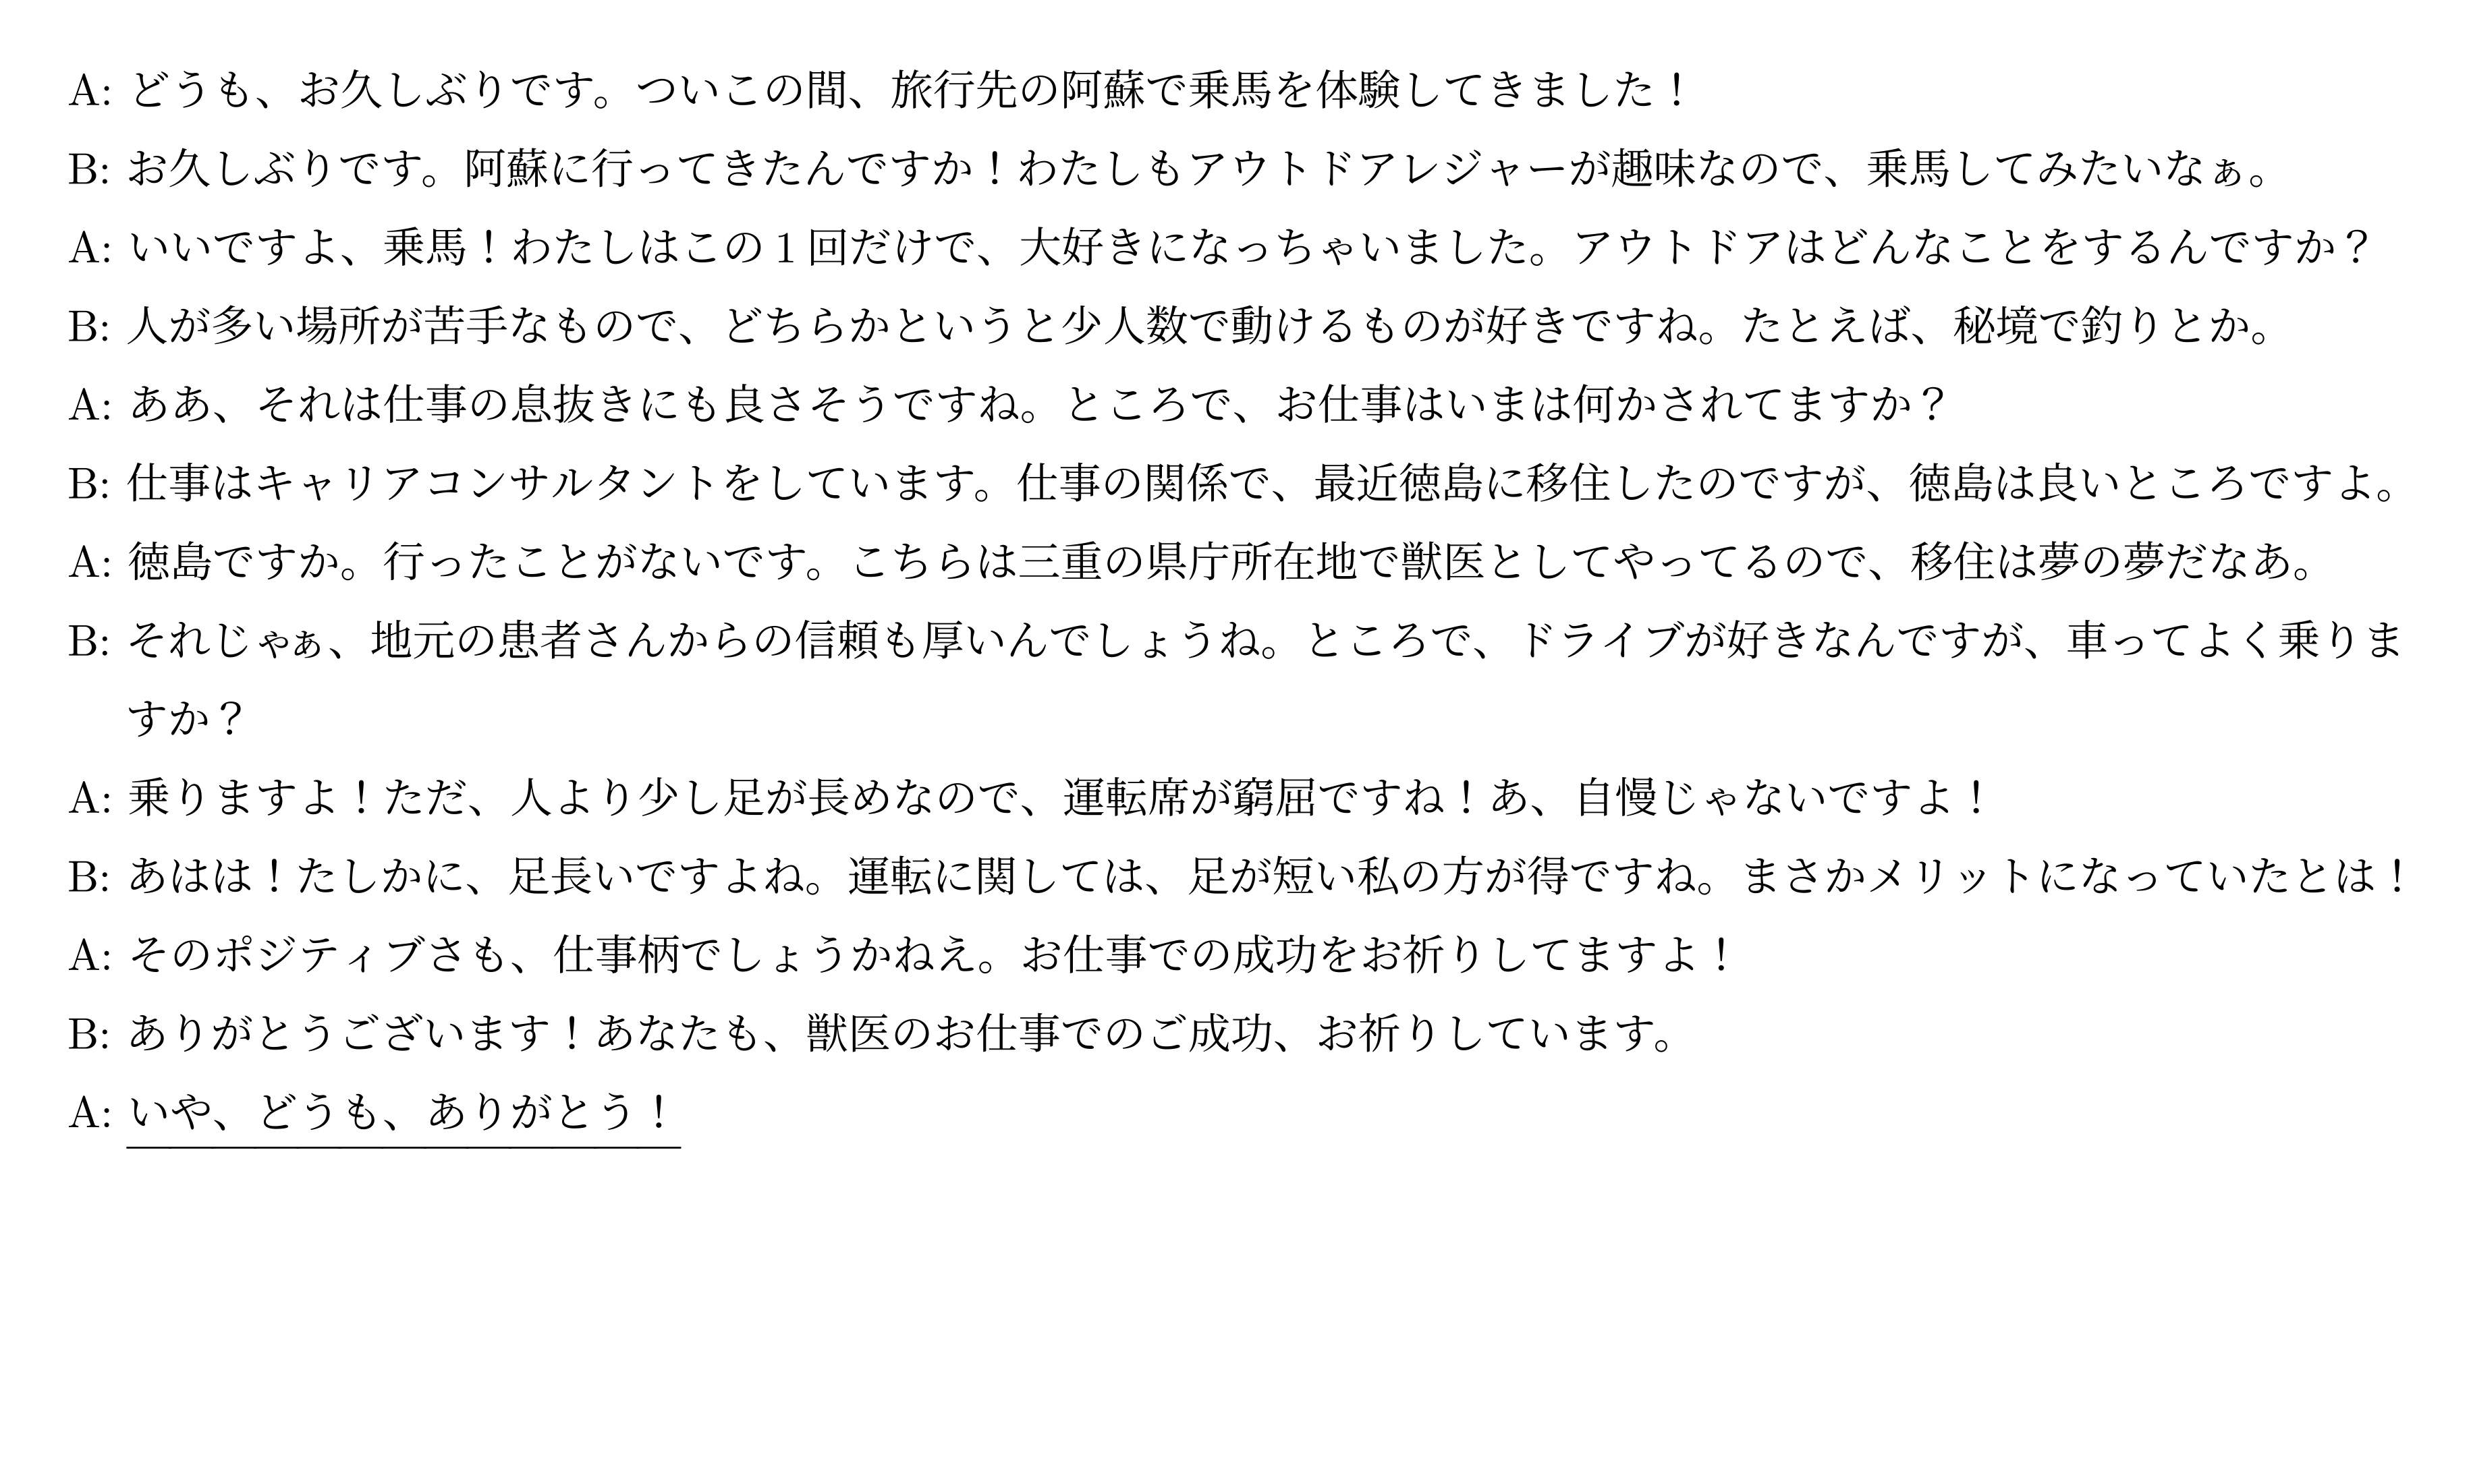 A: どうも、お久しぶりです。ついこの間、旅行先の阿蘇で乗馬を体験してきました！
B: お久しぶりです。阿蘇に行ってきたんですか！わたしもアウトドアレジャーが趣味なので、乗馬してみたいなぁ。
A: いいですよ、乗馬！わたしはこの 1 回だけで、大好きになっちゃいました。アウトドアはどんなことをするんですか？
B: 人が多い場所が苦手なもので、どちらかというと少人数で動けるものが好きですね。たとえば、秘境で釣りとか。
A: ああ、それは仕事の息抜きにも良さそうですね。ところで、お仕事はいまは何かされてますか？
B: 仕事はキャリアコンサルタントをしています。仕事の関係で、最近徳島に移住したのですが、徳島は良いところですよ。
A: 徳島ですか。行ったことがないです。こちらは三重の県庁所在地で獣医としてやってるので、移住は夢の夢だなあ。
B: それじゃぁ、地元の患者さんからの信頼も厚いんでしょうね。ところで、ドライブが好きなんですが、車ってよく乗りま
すか？
A: 乗りますよ！ただ、人より少し足が長めなので、運転席が窮屈ですね！あ、自慢じゃないですよ！
B: あはは！たしかに、足長いですよね。運転に関しては、足が短い私の方が得ですね。まさかメリットになっていたとは！
A: そのポジティブさも、仕事柄でしょうかねえ。お仕事での成功をお祈りしてますよ！
B: ありがとうございます！あなたも、獣医のお仕事でのご成功、お祈りしています。
A: いや、どうも、ありがとう！